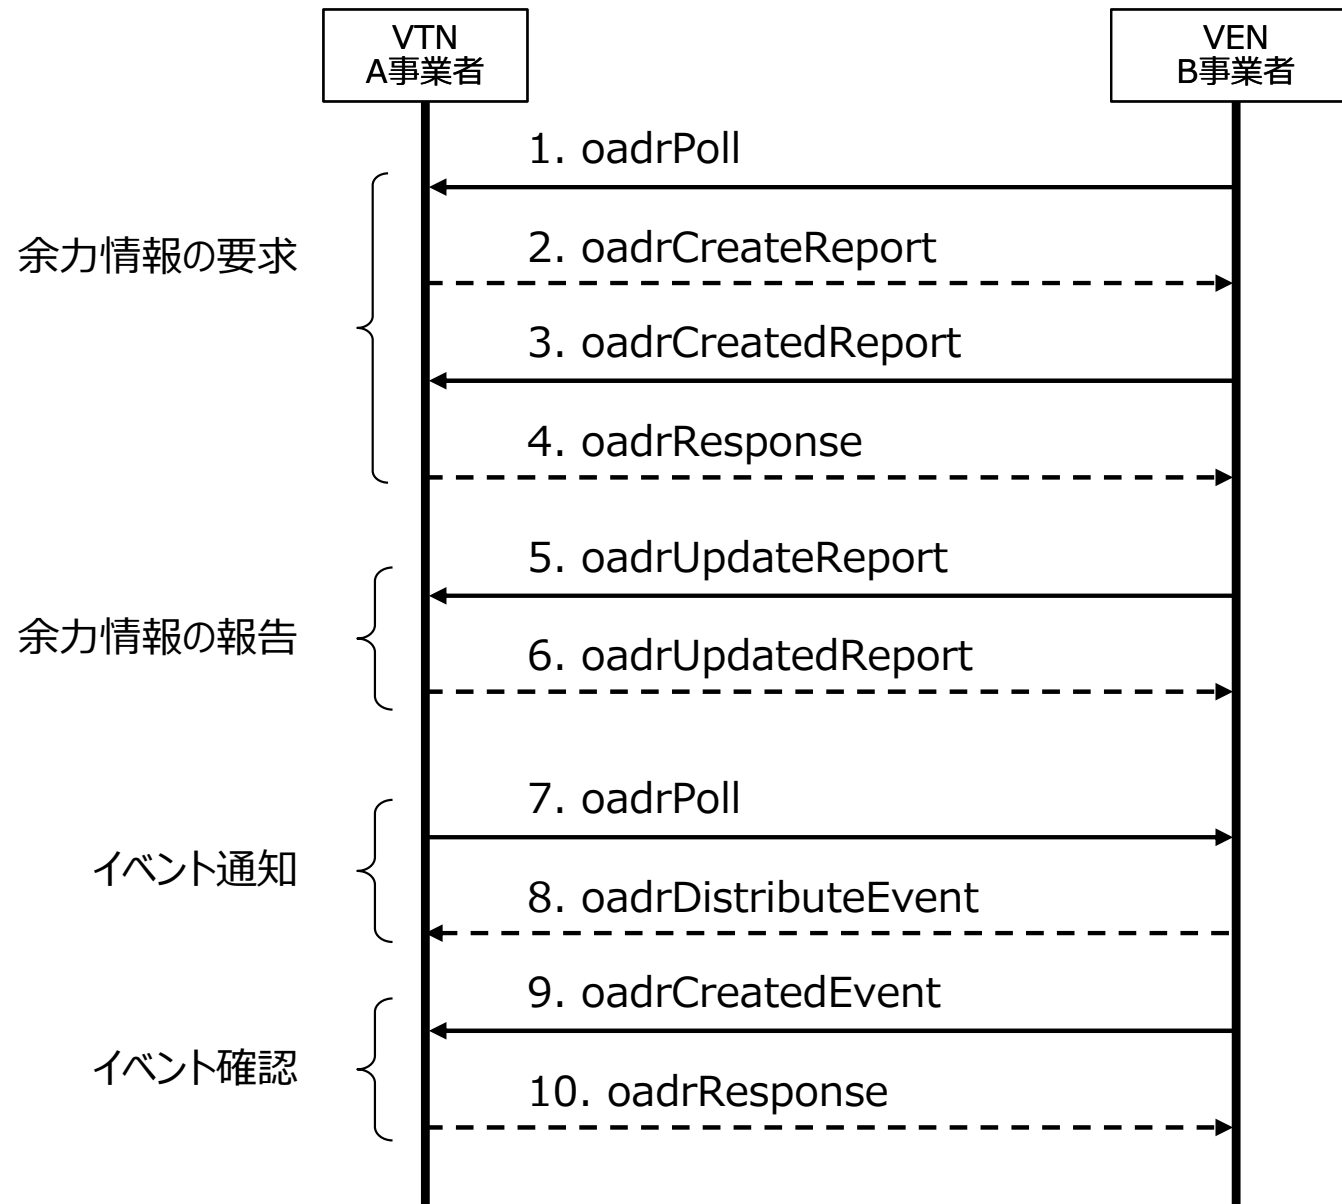 VTN
A事業者
VEN
B事業者
1. oadrPoll
余力情報の要求
2. oadrCreateReport
3. oadrCreatedReport
4. oadrResponse
5. oadrUpdateReport
余力情報の報告
6. oadrUpdatedReport
7. oadrPoll
イベント通知
8. oadrDistributeEvent
9. oadrCreatedEvent
イベント確認
10. oadrResponse